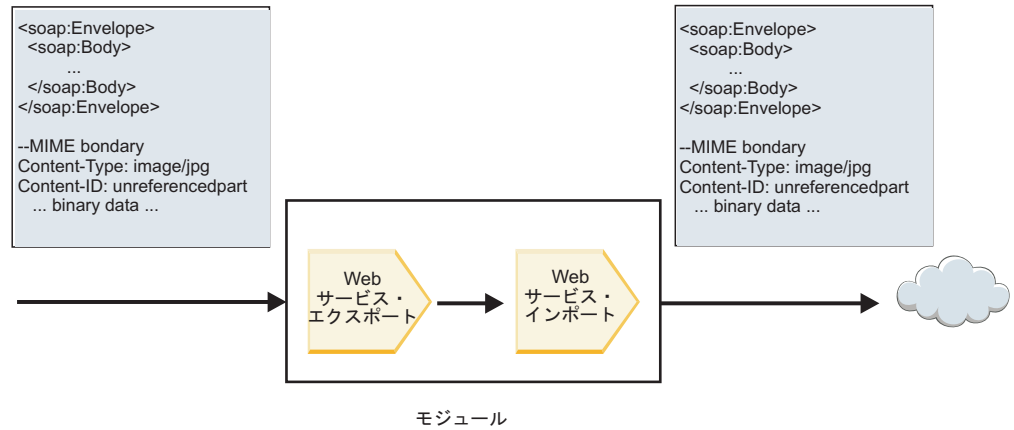 <soap:Envelope>
<soap:Body>
...
</soap:Body>
</soap:Envelope>
--MIME bondary
Content-Type: image/jpg
Content-ID: unreferencedpart
... binary data ...
<soap:Envelope>
<soap:Body>
...
</soap:Body>
</soap:Envelope>
--MIME bondary
Content-Type: image/jpg
Content-ID: unreferencedpart
... binary data ...
Web
サービス・
エクスポート
Web
サービス・
インポート
モジュール